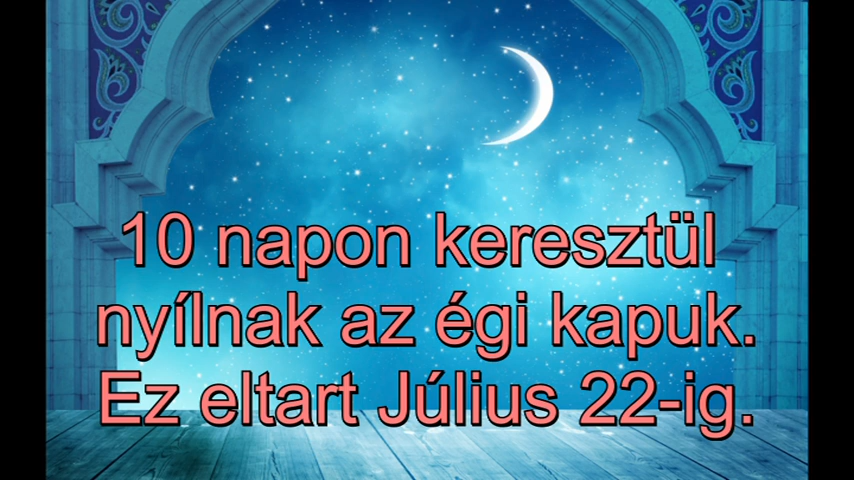 10 napon keresztül
nyílnak az égi kapuk.
Ez eltart Július 22-ig.